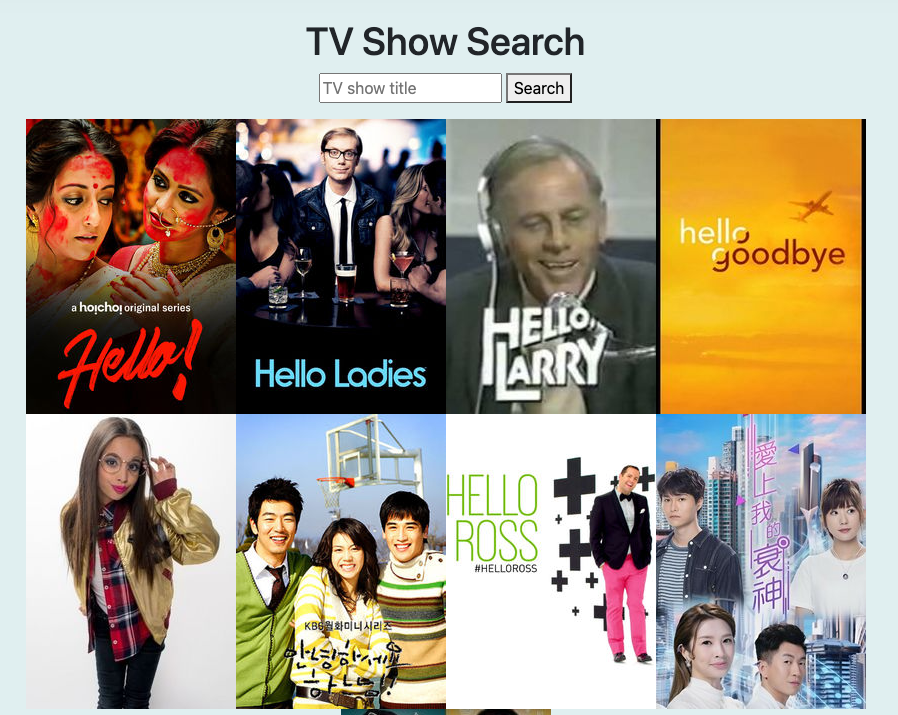 TV Show Search
TV show title
Search
a hoichoi original series
Hello!
Hello Ladies
HELLO,
LARRY
hello
goodbye
KBS월화미니시리즈
안녕하세요
하느님!
HELLO
ROSS
#HELLOROSS
愛上我的衰神